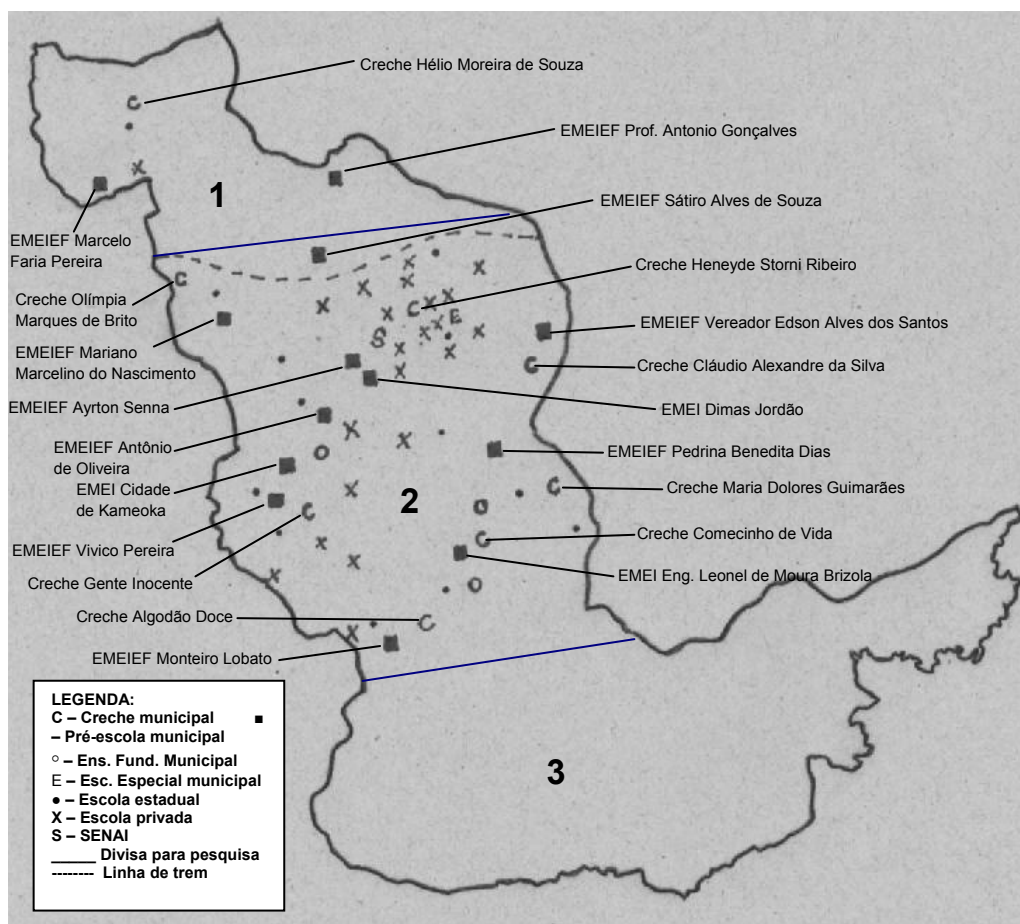 Creche Hélio Moreira de Souza
EMEIEF Prof. Antonio Gonçalves
1
EMEIEF Sátiro Alves de Souza
EMEIEF Marcelo
Faria Pereira
Creche Heneyde Storni Ribeiro
Creche Olímpia
Marques de Brito
EMEIEF Vereador Edson Alves dos Santos
EMEIEF Mariano
Marcelino do Nascimento
Creche Cláudio Alexandre da Silva
EMEIEF Ayrton Senna
EMEI Dimas Jordão
EMEIEF Antônio
de Oliveira
EMEIEF Pedrina Benedita Dias
EMEI Cidade
de Kameoka
Creche Maria Dolores Guimarães
2
EMEIEF Vivico Pereira
Creche Comecinho de Vida
Creche Gente Inocente
EMEI Eng. Leonel de Moura Brizola
Creche Algodão Doce
EMEIEF Monteiro Lobato
3
LEGENDA:
C – Creche municipal ■
– Pré-escola municipal
○ – Ens. Fund. Municipal
E – Esc. Especial municipal
● – Escola estadual
X – Escola privada
S – SENAI
_____ Divisa para pesquisa
-------- Linha de trem